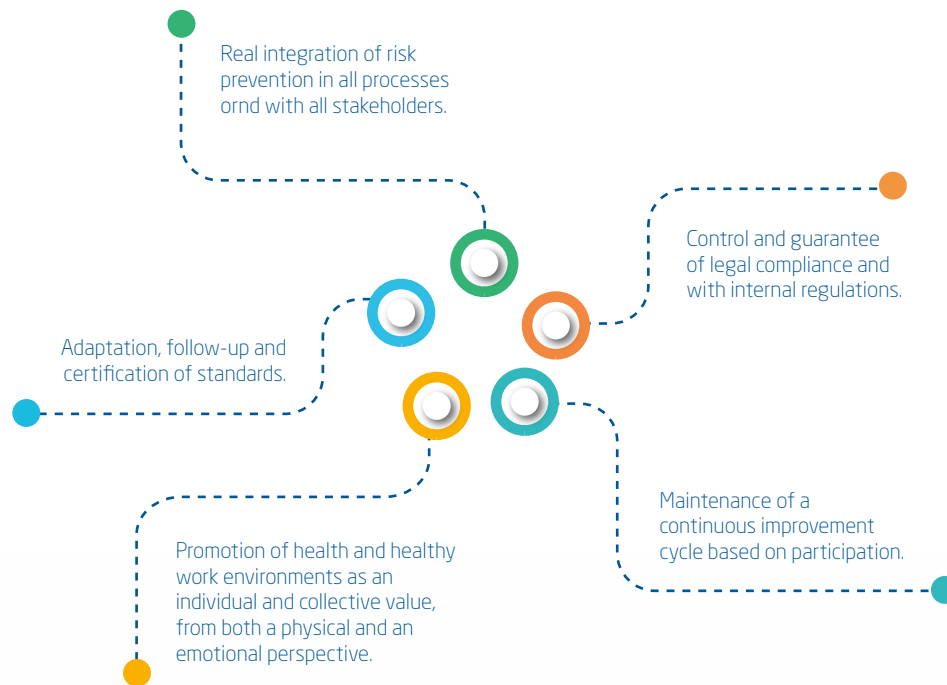 Real integration of risk
prevention in all processes
ornd with all stakeholders.
Control and guarantee
of legal compliance and
with internal regulations.
Adaptation, follow-up and
certification of standards.
Maintenance of a
continuous improvement
cycle based on participation.
Promotion of health and healthy
work environments as an
individual and collective value,
from both a physical and an
emotional perspective.